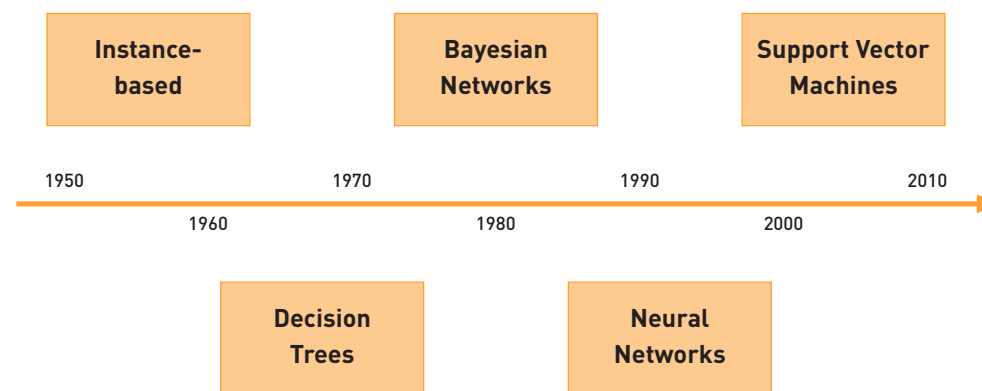 Instance-
based
Bayesian
Networks
Support Vector
Machines
1950
1970
1990
2010
1960
1980
2000
Decision
Trees
Neural
Networks